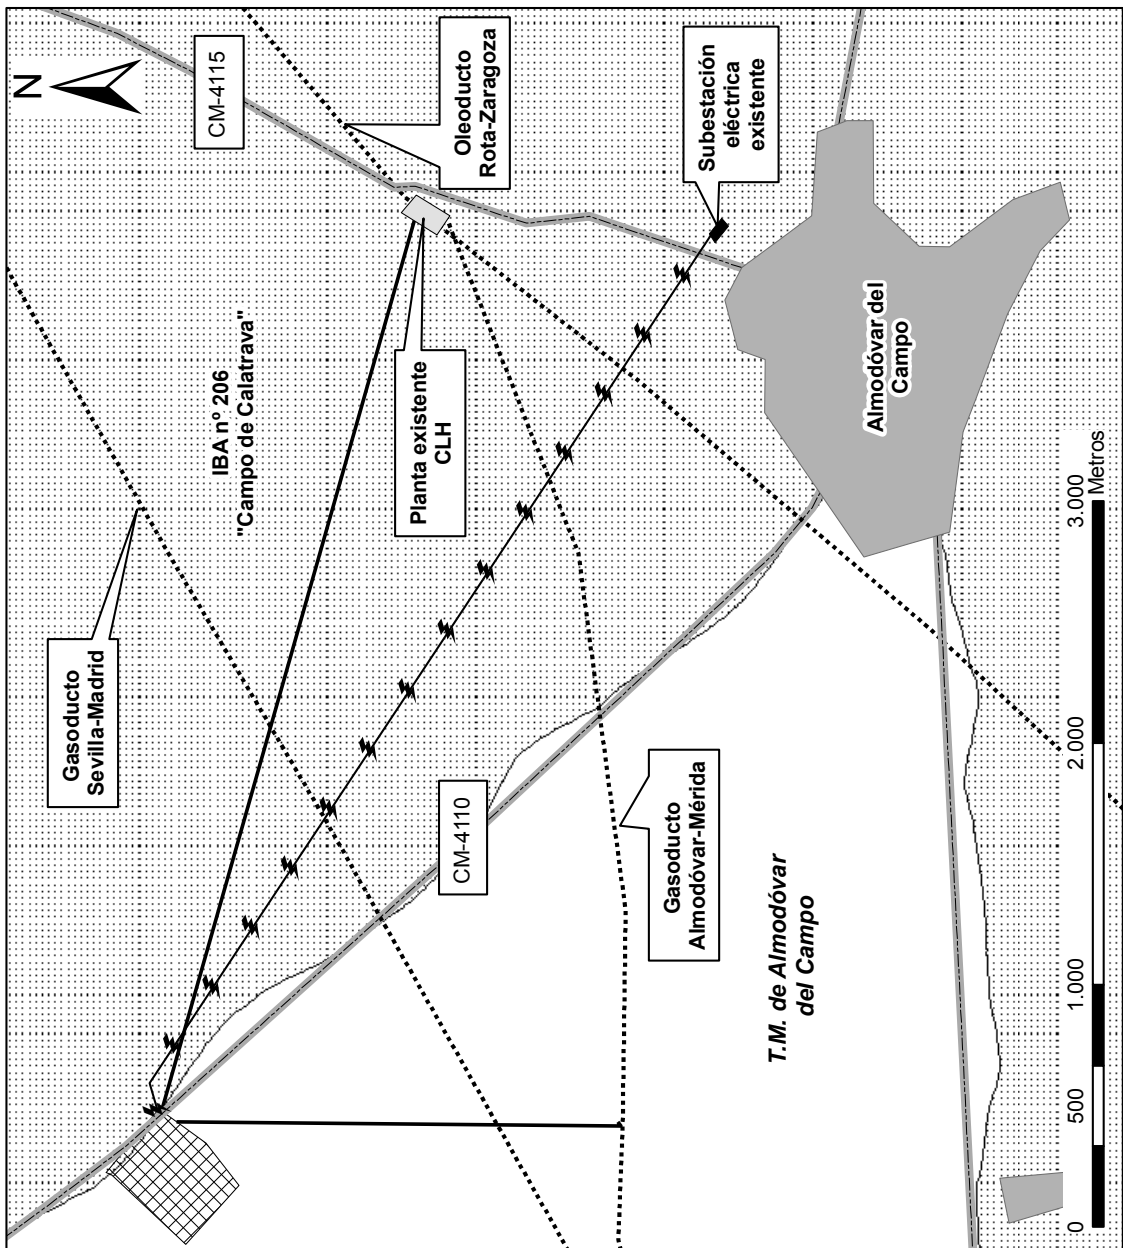 N
CM-4115
Oleoducto
Rota-Zaragoza
Subestación
eléctrica
existente
IBA nº 206
"Campo de Calatrava"
Planta existente
CLH
Almodóvar del
Campo
Gasoducto
Sevilla-Madrid
CM-4110
Gasoducto
Almodóvar-Mérida
T.M. de Almodóvar
del Campo
0 500 1.000 2.000 3.000
Metros